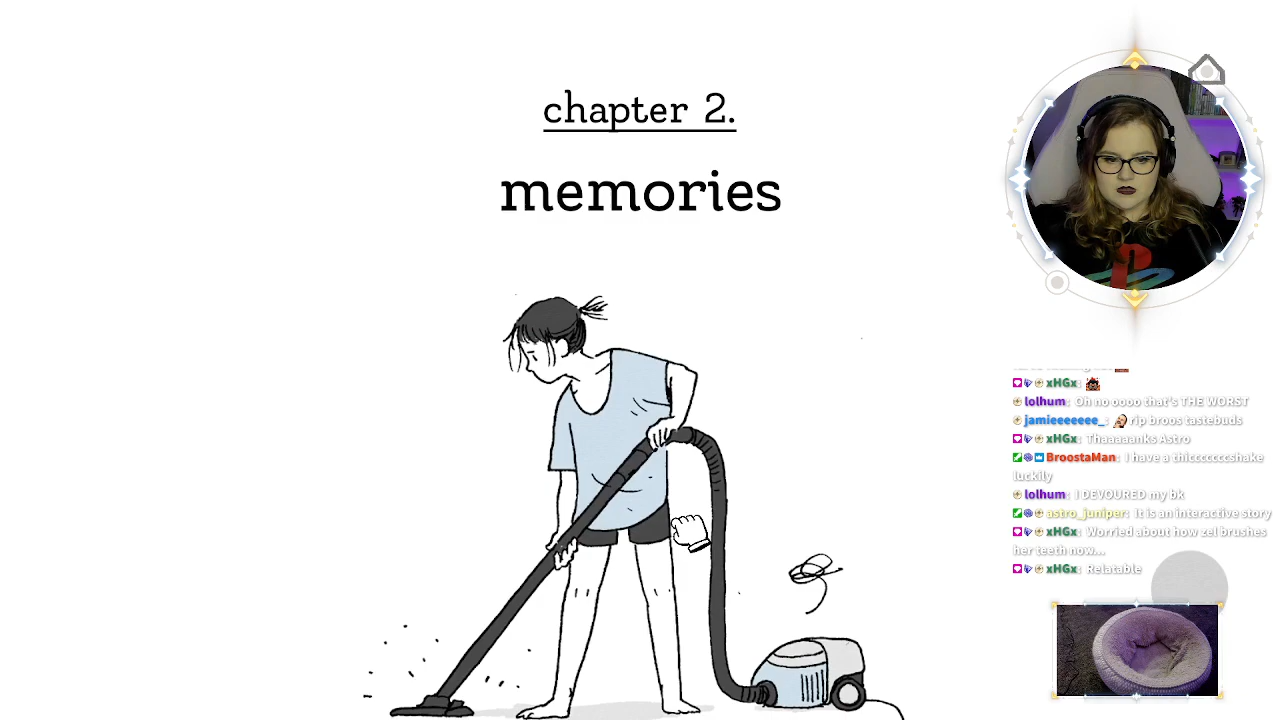 chapter 2.
memories
xHGx:
lolhum: Oh no oooo that's THE WORST
jamieeeeeee_: rip broos tastebuds
xHGx: Thaaaaanks Astro
BroostaMan: I have a thicccccccshake
luckily
lolhum: I DEVOURED my bk
astro_juniper: It is an interactive story
xHGx: Worried about how zel brushes
her teeth now...
xHGx: Relatable